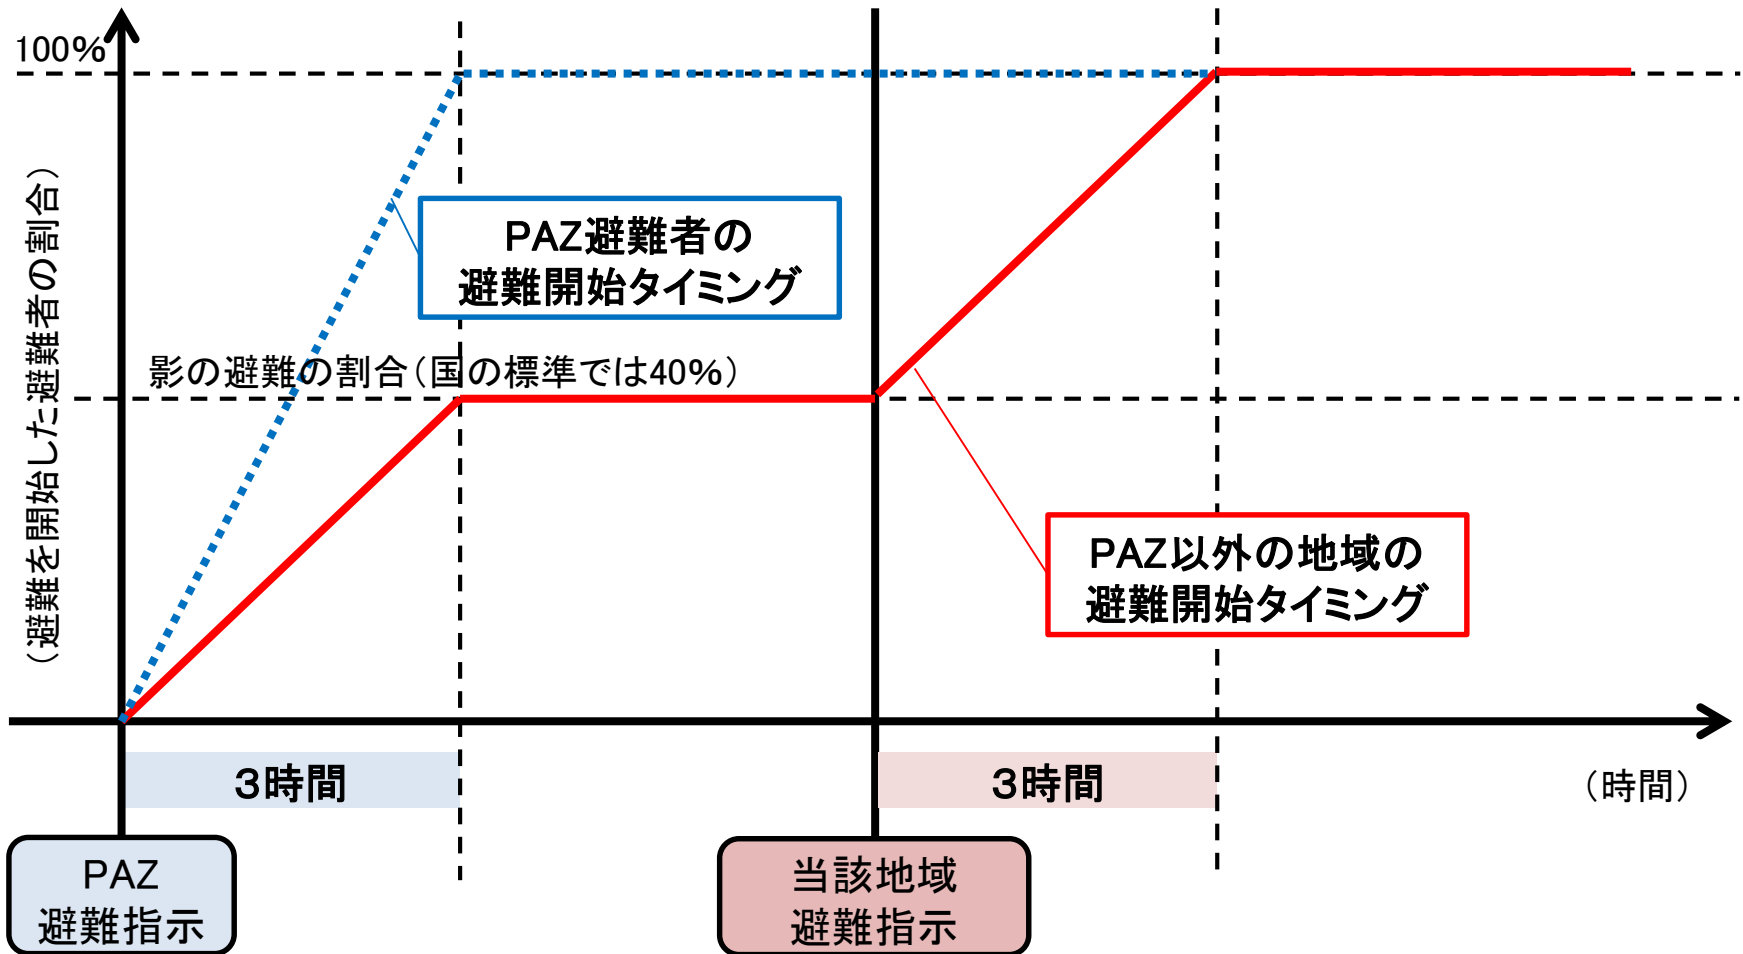 100%
(避難を開始した避難者の割合)
PAZ避難者の
避難開始タイミング
影の避難の割合(国の標準では40%)
PAZ以外の地域の
避難開始タイミング
3時間
3時間
(時間)
PAZ
避難指示
当該地域
避難指示